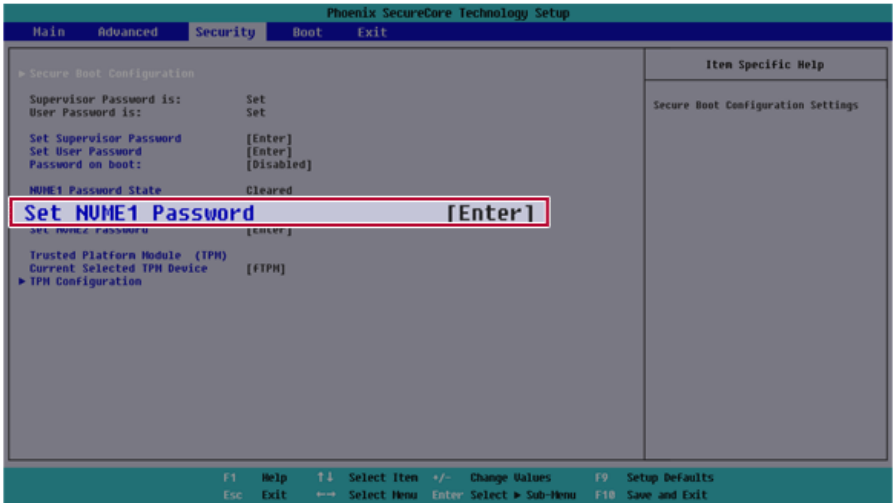 Phoenix SecureCore Technology Setup
Main Advanced Security Boot Exit
▶ Secure Boot Configuration
Supervisor Password is: Set
User Password is: Set
Set Supervisor Password [Enter]
Set User Password [Enter]
Password on boot: [Disabled]
NVME1 Password State Cleared
Set NVME1 Password [Enter]
Set NVME2 Password [Enter]
Trusted Platform Module (TPM)
Current Selected TPM Device [fTPM]
▶ TPM Configuration
Item Specific Help
Secure Boot Configuration Settings
F1 Help ↑↓ Select Item +/- Change Values F9 Setup Defaults
Esc Exit ←→ Select Menu Enter Select ▶ Sub-Menu F10 Save and Exit